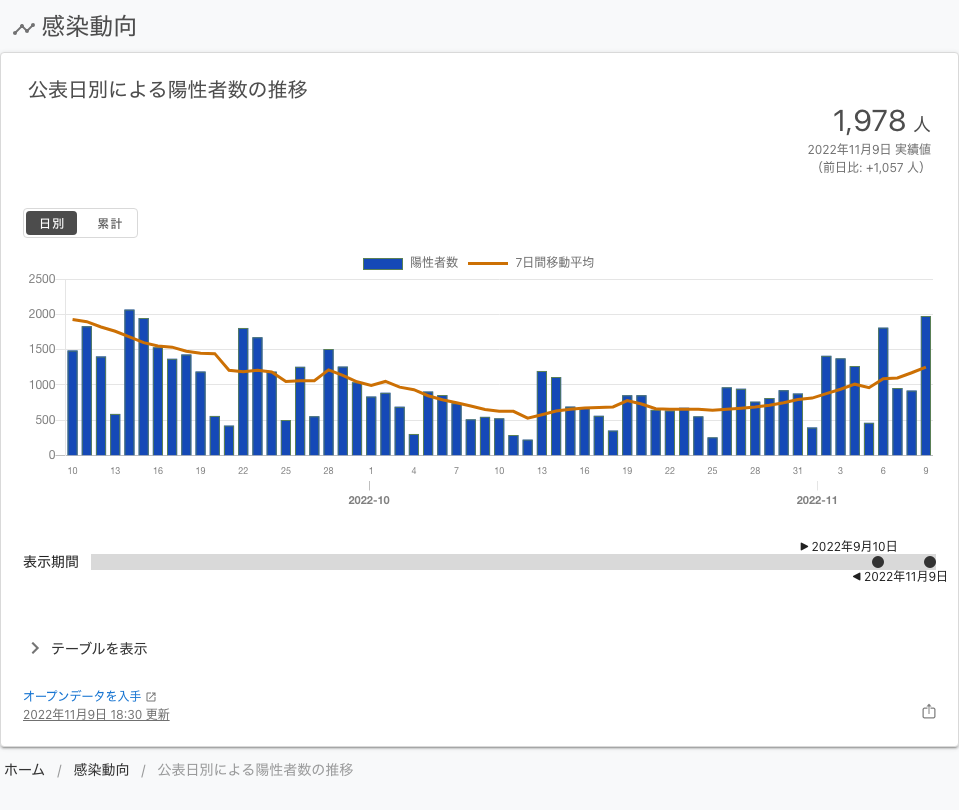 感染動向
公表日別による陽性者数の推移
1,978 人
2022年11月9日 実績値
（前日比: +1,057 人）
日別 累計
陽性者数 7日間移動平均
2500
2000
1500
1000
500
0
10 13 16 19 22 25 28 1 4 7 10 13 16 19 22 25 28 31 3 6 9
2022-10 2022-11
2022年9月10日
表示期間
2022年11月9日
テーブルを表示
オープンデータを入手
2022年11月9日 18:30 更新
ホーム / 感染動向 / 公表日別による陽性者数の推移